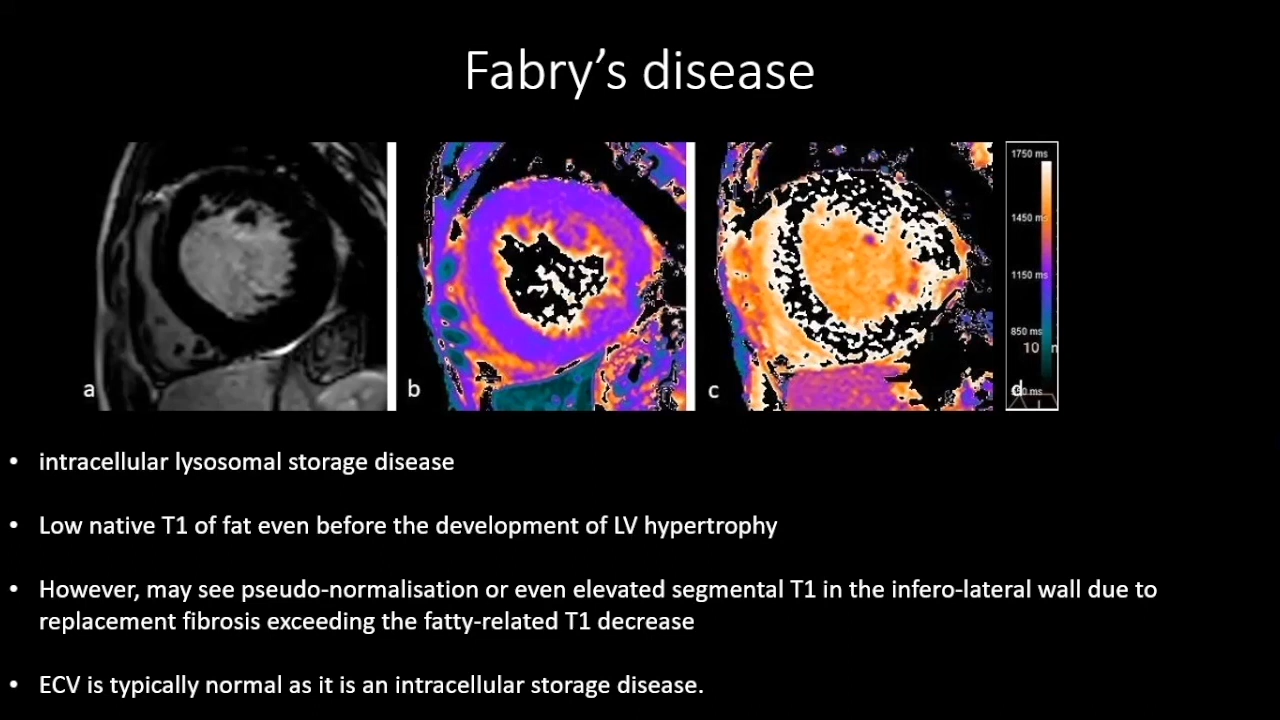 Fabry’s disease
1750 ms
1450 ms
1150 ms
850 ms
10
a
b
c
d
• intracellular lysosomal storage disease
• Low native T1 of fat even before the development of LV hypertrophy
• However, may see pseudo-normalisation or even elevated segmental T1 in the infero-lateral wall due to
replacement fibrosis exceeding the fatty-related T1 decrease
• ECV is typically normal as it is an intracellular storage disease.